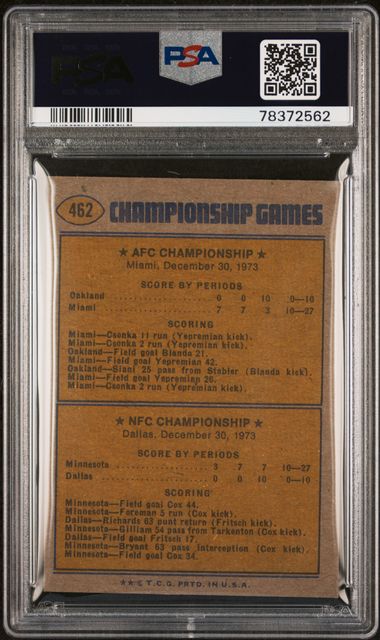 PSA
PSA
78372562
462 CHAMPIONSHIP GAMES
★ AFC CHAMPIONSHIP ★
Miami, December 30, 1973
SCORE BY PERIODS
Oakland ........................ 0 0 10 0—10
Miami ........................ 7 7 3 10—27
SCORING
Miami—Csonka 11 run (Yepremian kick).
Miami—Csonka 2 run (Yepremian kick).
Oakland—Field goal Blanda 21.
Miami—Field goal Yepremian 42.
Oakland—Siani 25 pass from Stabler (Blanda kick).
Miami—Field goal Yepremian 26.
Miami—Csonka 2 run (Yepremian kick).
★ NFC CHAMPIONSHIP ★
Dallas, December 30, 1973
SCORE BY PERIODS
Minnesota ........................ 3 7 7 10—27
Dallas ........................ 0 0 10 0—10
SCORING
Minnesota—Field goal Cox 44.
Minnesota—Foreman 5 run (Cox kick).
Dallas—Richards 63 punt return (Fritsch kick).
Minnesota—Gilliam 54 pass from Tarkenton (Cox kick).
Dallas—Field goal Fritsch 17.
Minnesota—Bryant 63 pass interception (Cox kick).
Minnesota—Field goal Cox 34.
★★ © T.C.G. PRTD. IN U.S.A.